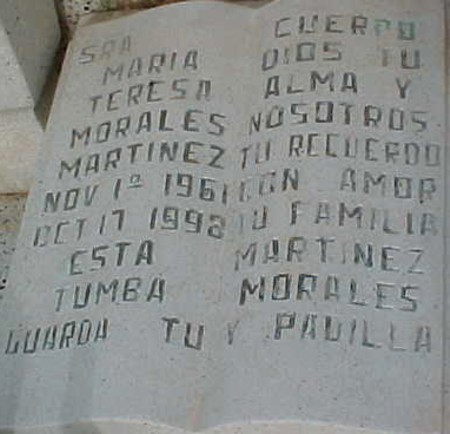 SRA
MARIA
TERESA
MORALES
MARTINEZ
NOV 1º 1961
OCT 17 1998
ESTA
TUMBA
GUARDA TU
CUERPO
DIOS TU
ALMA Y
NOSOTROS
TU RECUERDO
CON AMOR
TU FAMILIA
MARTINEZ
MORALES
Y PADILLA